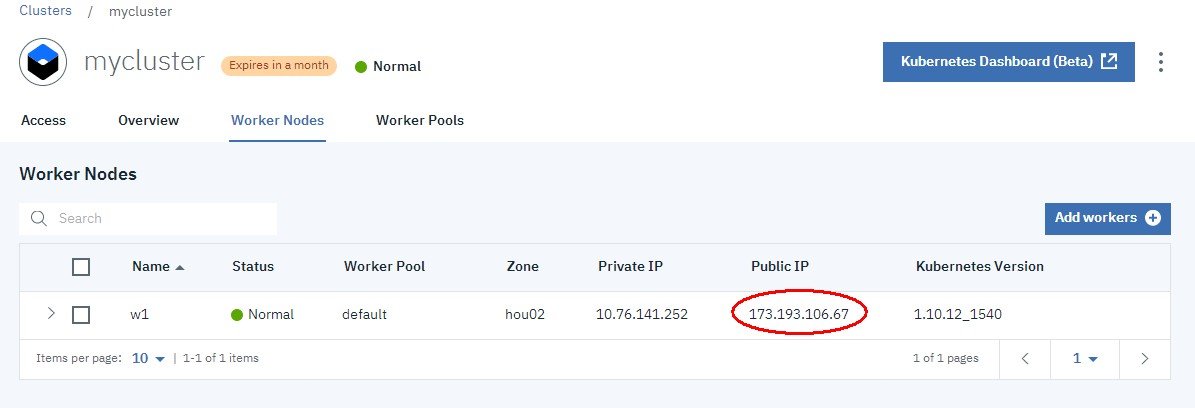 Clusters / mycluster
mycluster Expires in a month Normal Kubernetes Dashboard (Beta)
Access Overview Worker Nodes Worker Pools
Worker Nodes
Search Add workers
Name Status Worker Pool Zone Private IP Public IP Kubernetes Version
w1 Normal default hou02 10.76.141.252 173.193.106.67 1.10.12_1540
Items per page: 10 | 1-1 of 1 items 1 of 1 pages 1